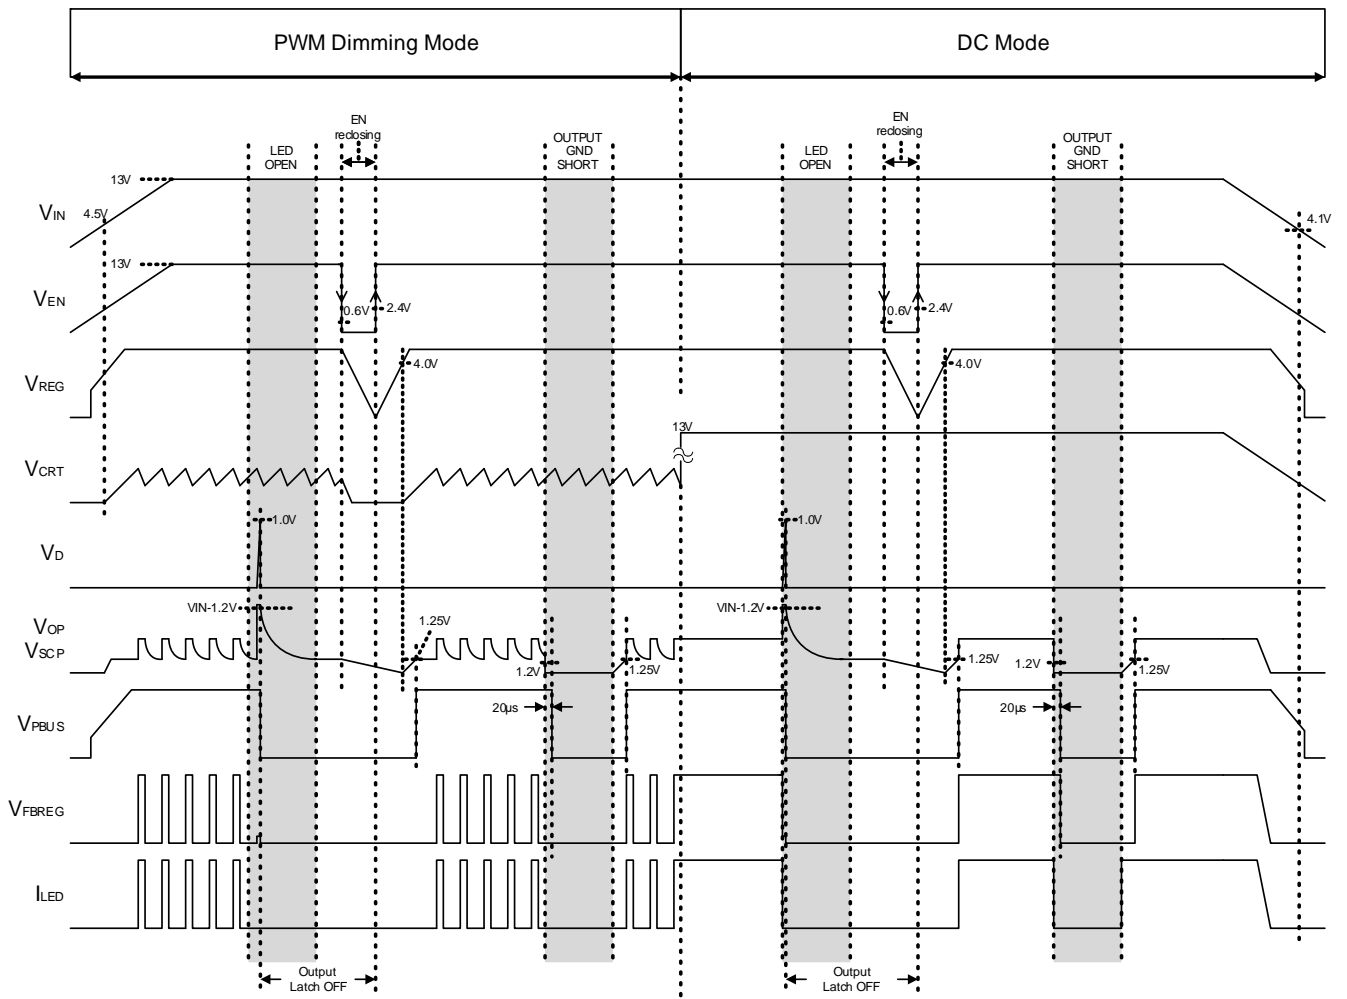 PWM Dimming Mode
DC Mode
EN
reclosing
LED
OPEN
OUTPUT
GND
SHORT
EN
reclosing
LED
OPEN
OUTPUT
GND
SHORT
VIN
13V
4.5V
4.1V
VEN
13V
0.6V
2.4V
0.6V
2.4V
VREG
4.0V
4.0V
VCRT
13V
VD
1.0V
1.0V
VOP
VSCP
VIN-1.2V
1.25V
1.2V
1.25V
VIN-1.2V
1.25V
1.2V
1.25V
VPBUS
20µs
20µs
VFBREG
ILED
Output
Latch OFF
Output
Latch OFF